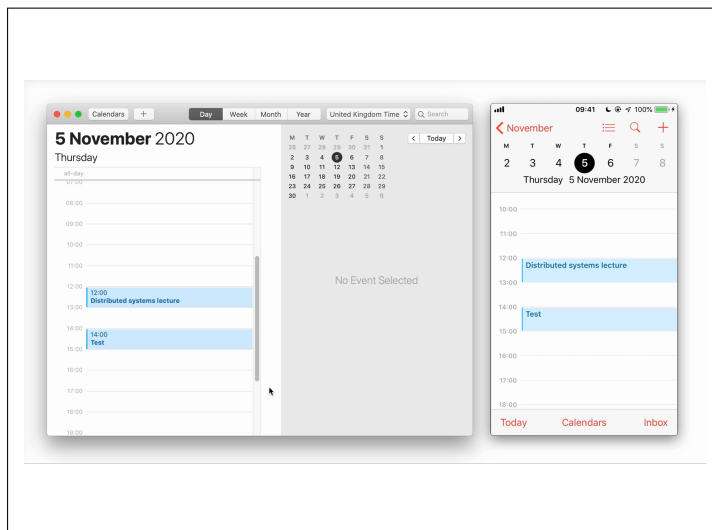 Calendars + Day Week Month Year United Kingdom Time Search
5 November 2020
Thursday
all-day
07:00
08:00
09:00
10:00
11:00
12:00
12:00
Distributed systems lecture
13:00
14:00
14:00
Test
15:00
16:00
17:00
18:00
19:00
M T W T F S S
26 27 28 29 30 31 1
2 3 4 5 6 7 8
9 10 11 12 13 14 15
16 17 18 19 20 21 22
23 24 25 26 27 28 29
30 1 2 3 4 5 6
< Today >
No Event Selected
09:41 100%
November
M T W T F S S
2 3 4 5 6 7 8
Thursday 5 November 2020
10:00
11:00
12:00
Distributed systems lecture
13:00
14:00
Test
15:00
16:00
17:00
18:00
Today Calendars Inbox